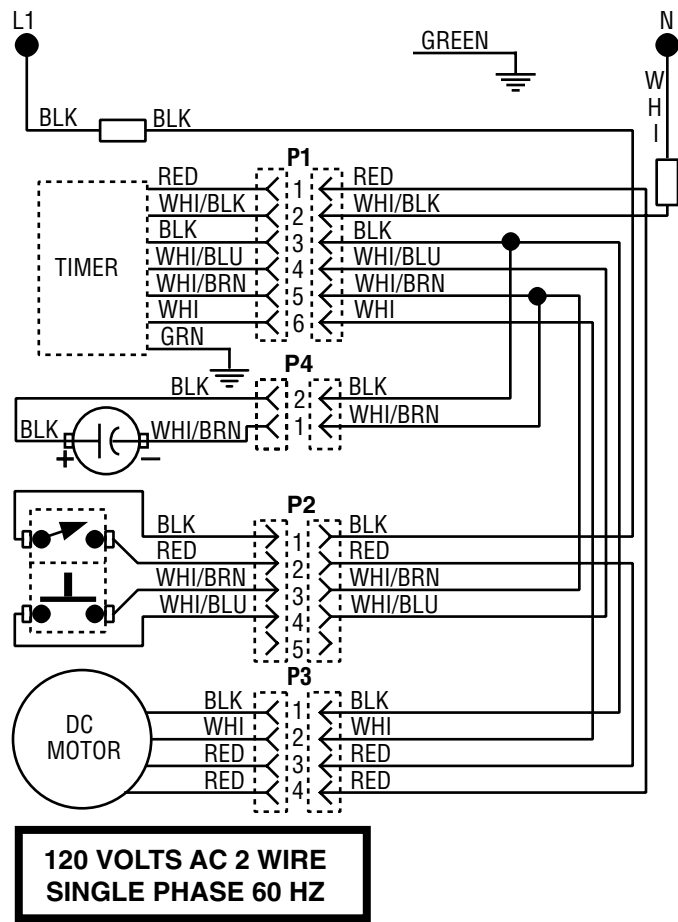 L1
N
GREEN
WHI
BLK BLK
P1
RED 1 RED
WHI/BLK 2 WHI/BLK
BLK 3 BLK
TIMER
WHI/BLU 4 WHI/BLU
WHI/BRN 5 WHI/BRN
WHI 6 WHI
GRN
P4
BLK 2 BLK
BLK + − WHI/BRN 1 WHI/BRN
P2
BLK 1 BLK
RED 2 RED
WHI/BRN 3 WHI/BRN
WHI/BLU 4 WHI/BLU
5
P3
BLK 1 BLK
DC
MOTOR
WHI 2 WHI
RED 3 RED
RED 4 RED
120 VOLTS AC 2 WIRE
SINGLE PHASE 60 HZ